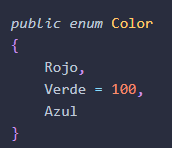 public enum Color
{
    Rojo,
    Verde = 100,
    Azul
}